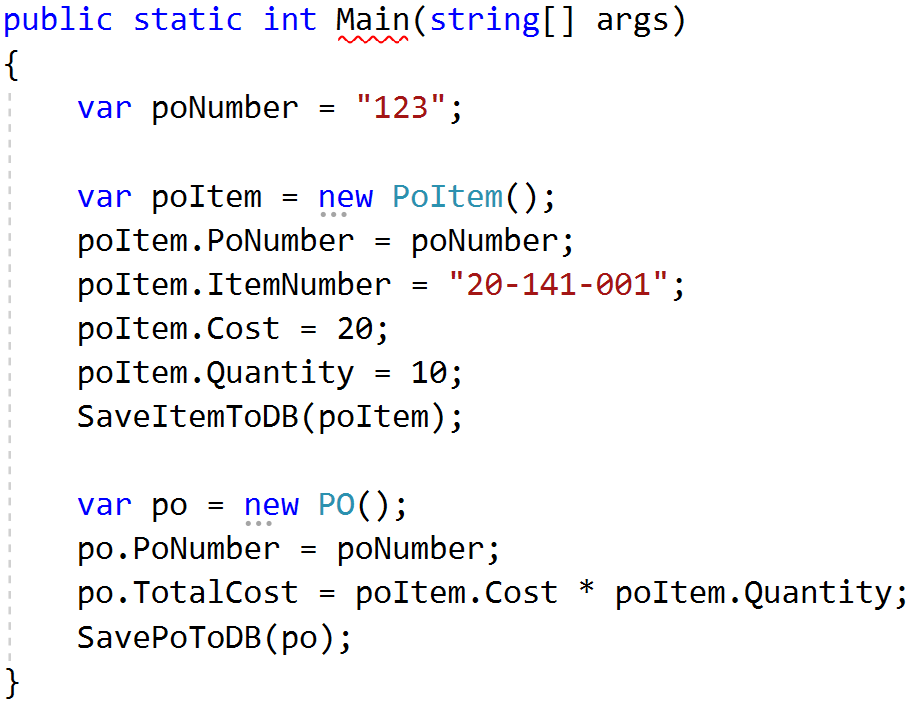 public static int Main(string[] args)
{
    var poNumber = "123";

    var poItem = new PoItem();
    poItem.PoNumber = poNumber;
    poItem.ItemNumber = "20-141-001";
    poItem.Cost = 20;
    poItem.Quantity = 10;
    SaveItemToDB(poItem);

    var po = new PO();
    po.PoNumber = poNumber;
    po.TotalCost = poItem.Cost * poItem.Quantity;
    SavePoToDB(po);
}